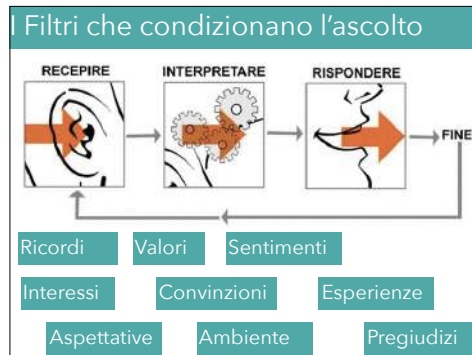 I Filtri che condizionano l'ascolto
RECEPIRE INTERPRETARE RISPONDERE
FINE
Ricordi Valori Sentimenti
Interessi Convinzioni Esperienze
Aspettative Ambiente Pregiudizi